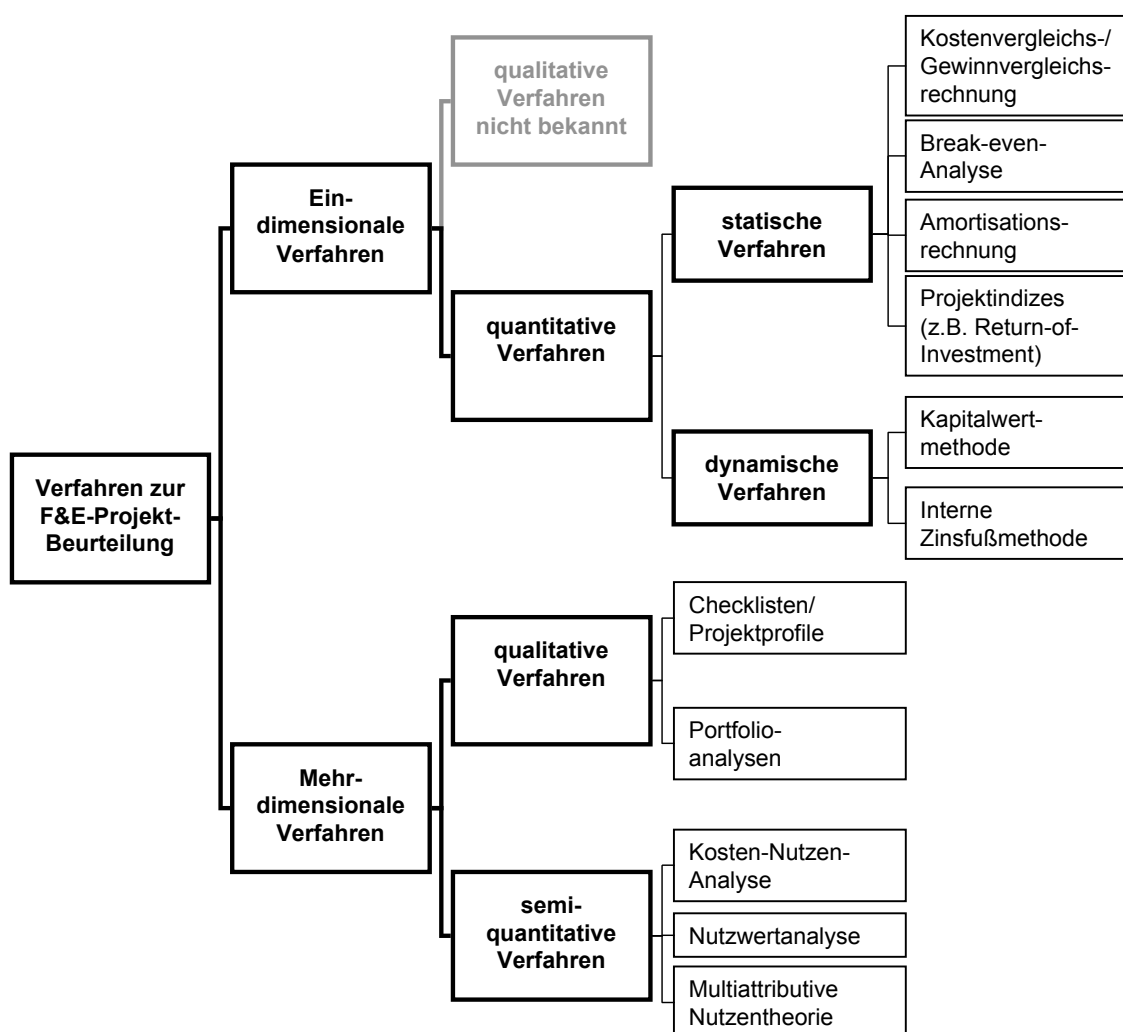 Verfahren zur
F&E-Projekt-
Beurteilung
Ein-
dimensionale
Verfahren
qualitative
Verfahren
nicht bekannt
quantitative
Verfahren
statische
Verfahren
Kostenvergleichs-/
Gewinnvergleichs-
rechnung
Break-even-
Analyse
Amortisations-
rechnung
Projektindizes
(z.B. Return-of-
Investment)
dynamische
Verfahren
Kapitalwert-
methode
Interne
Zinsfußmethode
Mehr-
dimensionale
Verfahren
qualitative
Verfahren
Checklisten/
Projektprofile
Portfolio-
analysen
semi-
quantitative
Verfahren
Kosten-Nutzen-
Analyse
Nutzwertanalyse
Multiattributive
Nutzentheorie